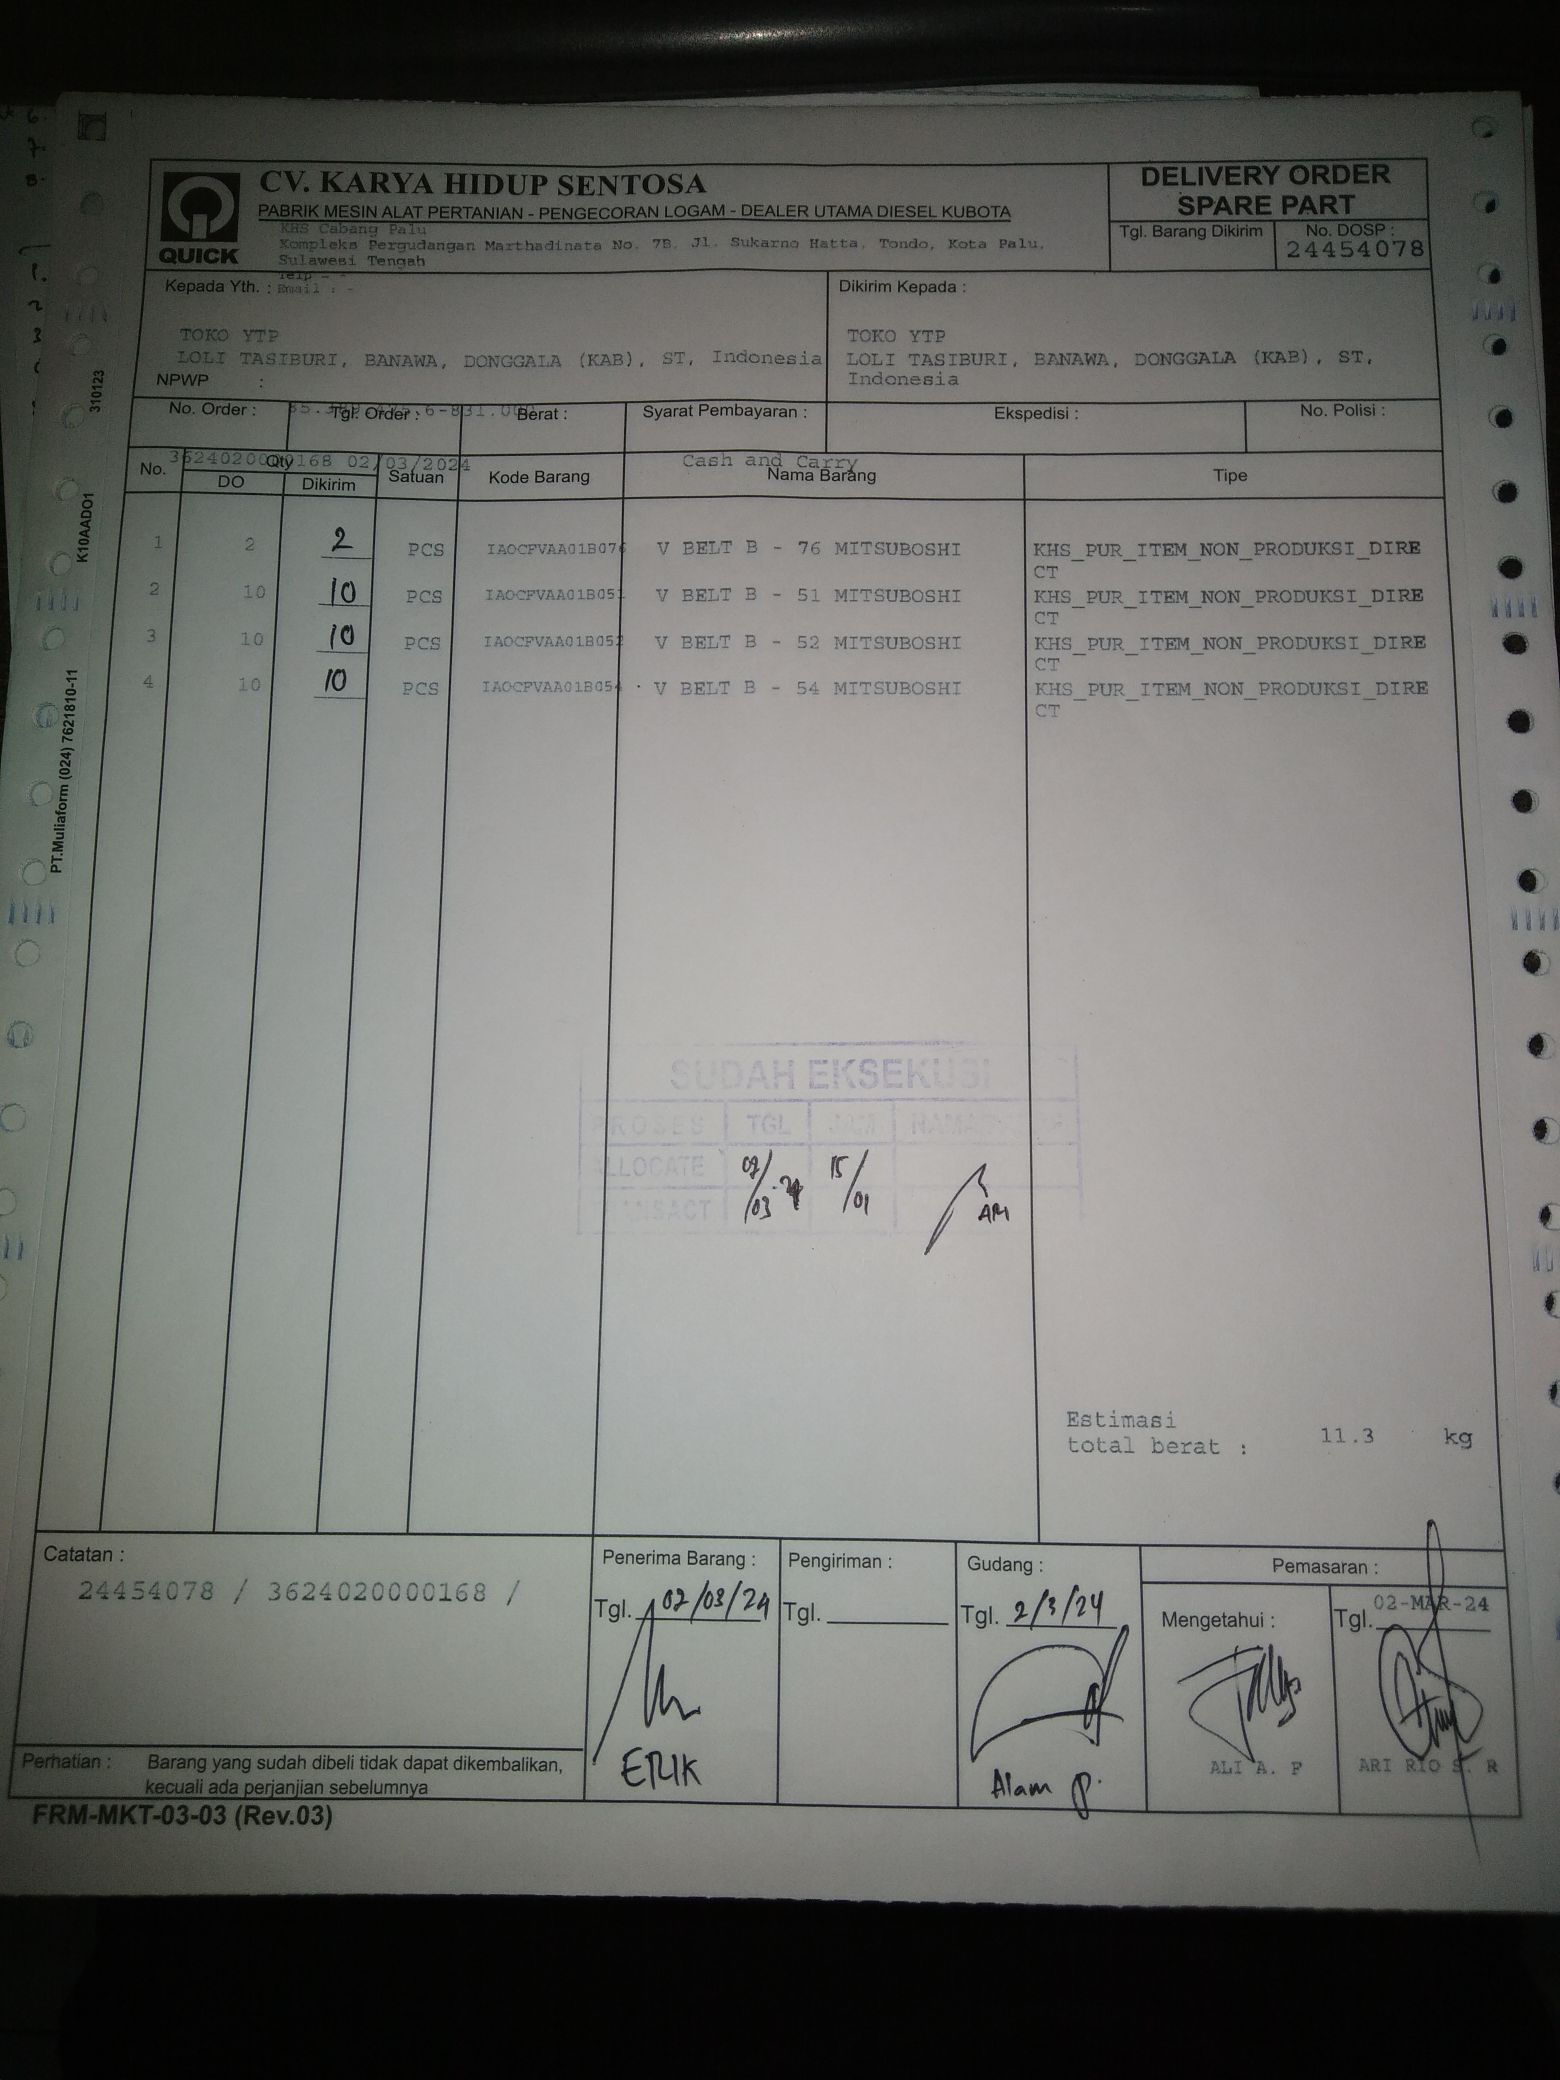 CV. KARYA HIDUP SENTOSA
PABRIK MESIN ALAT PERTANIAN - PENGECORAN LOGAM - DEALER UTAMA DIESEL KUBOTA
QUICK
KHS Cabang Palu
Kompleks Pergudangan Marthadinata No. 7B, Jl. Sukarno Hatta, Tondo, Kota Palu,
Sulawesi Tengah
Telp - -
Email : -
DELIVERY ORDER
SPARE PART
Tgl. Barang Dikirim
No. DOSP :
24454078
Kepada Yth. :
TOKO YTP
LOLI TASIBURI, BANAWA, DONGGALA (KAB), ST, Indonesia
NPWP :
Dikirim Kepada :
TOKO YTP
LOLI TASIBURI, BANAWA, DONGGALA (KAB), ST,
Indonesia
No. Order : Tgl. Order : Berat : Syarat Pembayaran : Ekspedisi : No. Polisi :
3624020000168 02/03/2024 Cash and Carry
No. Qty Satuan Kode Barang Nama Barang Tipe
DO Dikirim
1 2 2 PCS IAOCFVAA01B076 V BELT B - 76 MITSUBOSHI KHS_PUR_ITEM_NON_PRODUKSI_DIRE
CT
2 10 10 PCS IAOCFVAA01B051 V BELT B - 51 MITSUBOSHI KHS_PUR_ITEM_NON_PRODUKSI_DIRE
CT
3 10 10 PCS IAOCFVAA01B052 V BELT B - 52 MITSUBOSHI KHS_PUR_ITEM_NON_PRODUKSI_DIRE
CT
4 10 10 PCS IAOCFVAA01B054 V BELT B - 54 MITSUBOSHI KHS_PUR_ITEM_NON_PRODUKSI_DIRE
CT
SUDAH EKSEKUSI
PROSES TGL JAM
ALLOCATE
TRANSACT
02/03.24 15/01 ARI
Estimasi
total berat : 11.3 kg
Catatan :
24454078 / 3624020000168 /
Penerima Barang :
Tgl. 02/03/24
ERIK
Pengiriman :
Tgl.
Gudang :
Tgl. 2/3/24
Alam P.
Pemasaran :
Mengetahui :
ALI A. F
Tgl. 02-MAR-24
ARI RIO S. R
Perhatian : Barang yang sudah dibeli tidak dapat dikembalikan,
kecuali ada perjanjian sebelumnya
FRM-MKT-03-03 (Rev.03)
310123
K10AADO1
PT.Muliaform (024) 7621810-11